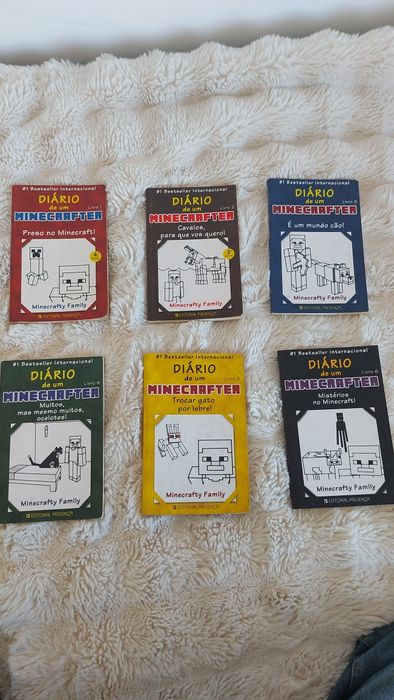 #1 Bestseller Internacional
DIÁRIO
de um
Livro 1
MINECRAFTER
Preso no Minecraft!
4
Minecrafty Family
EDITORIAL PRESENÇA
#1 Bestseller Internacional
DIÁRIO
de um
Livro 2
MINECRAFTER
Cavalos,
para que vos quero!
3
Minecrafty Family
EDITORIAL PRESENÇA
#1 Bestseller Internacional
DIÁRIO
de um
Livro 3
MINECRAFTER
É um mundo cão!
Minecrafty Family
EDITORIAL PRESENÇA
#1 Bestseller Internacional
DIÁRIO
de um
Livro 4
MINECRAFTER
Muitos,
mas mesmo muitos,
ocelotes!
Minecrafty Family
EDITORIAL PRESENÇA
#1 Bestseller Internacional
DIÁRIO
de um
Livro 5
MINECRAFTER
Trocar gato
por lebre!
Minecrafty Family
EDITORIAL PRESENÇA
#1 Bestseller Internacional
DIÁRIO
de um
Livro 6
MINECRAFTER
Mistérios
no Minecraft!
Minecrafty Family
EDITORIAL PRESENÇA